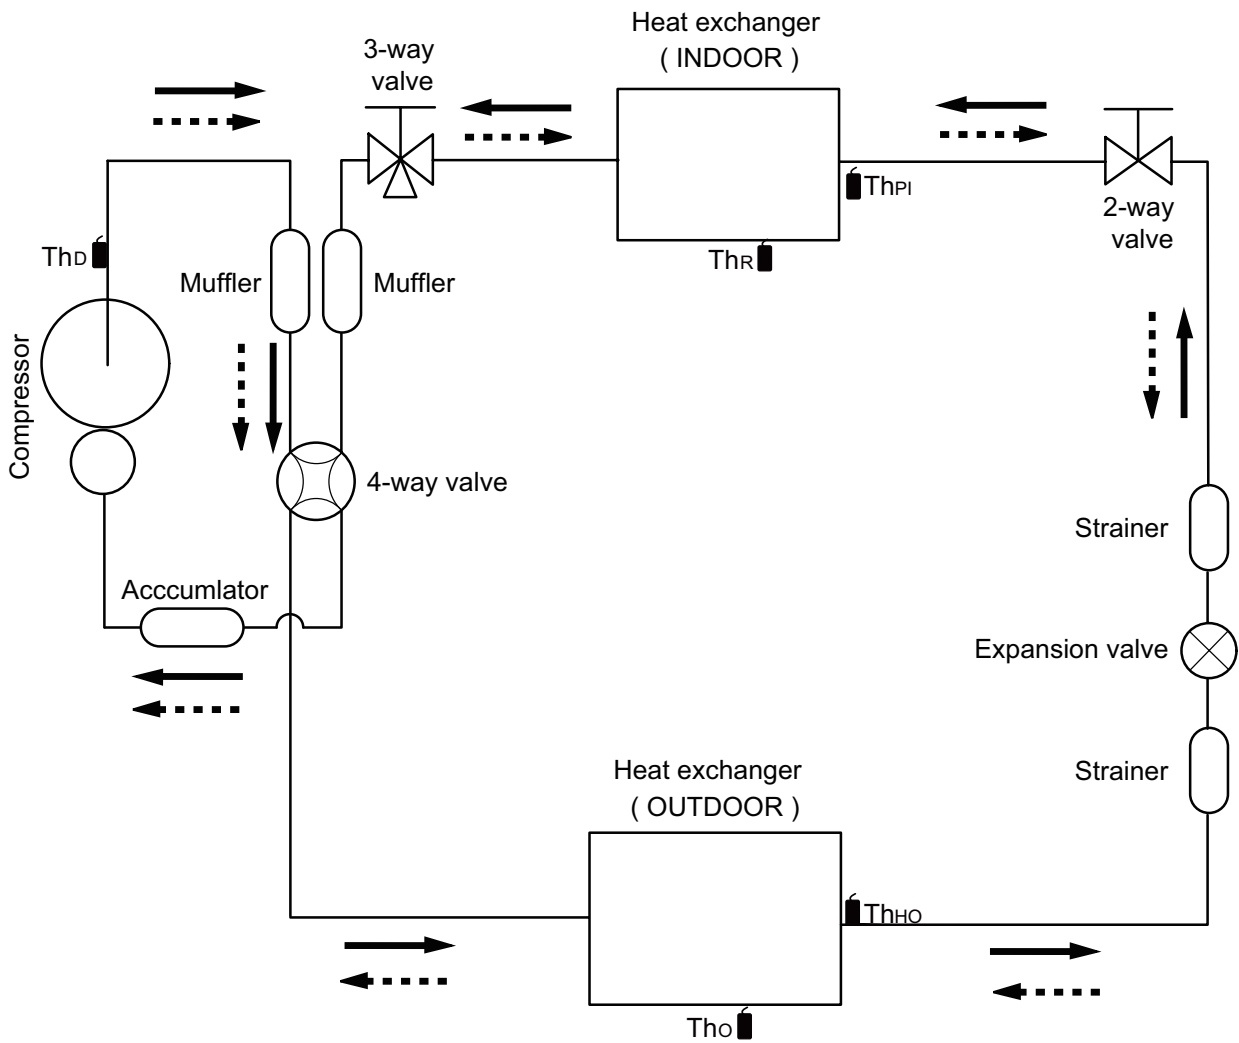 Heat exchanger
( INDOOR )
3-way
valve
ThPI
2-way
valve
ThR
ThD
Muffler
Muffler
Compressor
4-way valve
Strainer
Acccumlator
Expansion valve
Strainer
Heat exchanger
( OUTDOOR )
ThHO
ThO